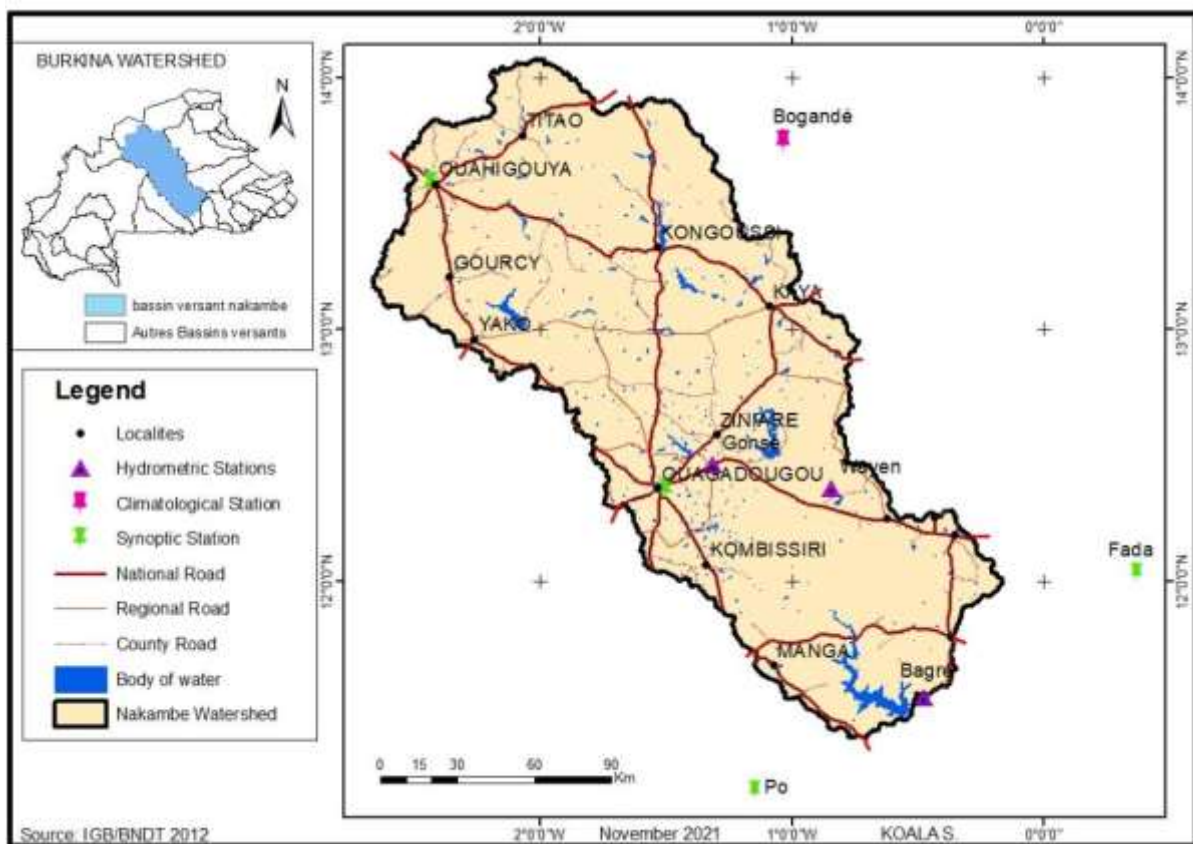 BURKINA WATERSHED
N
bassin versant nakambe
Autres Bassins versants
Legend
Localites
Hydrometric Stations
Climatological Station
Synoptic Station
National Road
Regional Road
County Road
Body of water
Nakambe Watershed
Source: IGB/BNDT 2012
2°0'0"W 1°0'0"W 0°0'0"
14°0'0"N 14°0'0"N
Bogandé
TITAO
OUAHIGOUYA
KONGOUSSI
GOURCY
KAYA
13°0'0"N YAKO 13°0'0"N
ZINIARE
Gonsé
OUAGADOUGOU Wayen
KOMBISSIRI
Fada
12°0'0"N 12°0'0"N
MANGA
Bagré
0 15 30 60 90
Km
Po
2°0'0"W November 2021 1°0'0"W KOALA S. 0°0'0"